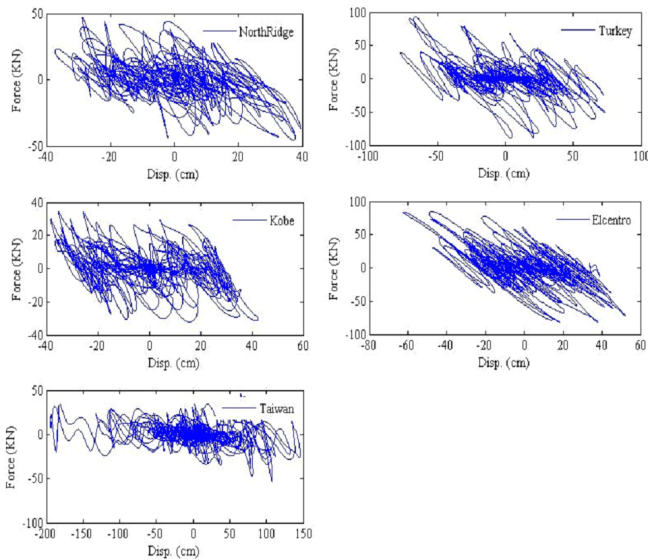 50
0
-50
Force (KN)
NorthRidge
-40 -20 0 20 40
Disp. (cm)
100
50
0
-50
-100
Force (KN)
Turkey
-100 -50 0 50 100
Disp. (cm)
40
20
0
-20
-40
Force (KN)
Kobe
-40 -20 0 20 40 60
Disp. (cm)
100
50
0
-50
-100
Force (KN)
Elcentro
-80 -60 -40 -20 0 20 40 60
Disp. (cm)
50
0
-50
-100
Force (KN)
Taiwan
-200 -150 -100 -50 0 50 100 150
Disp. (cm)